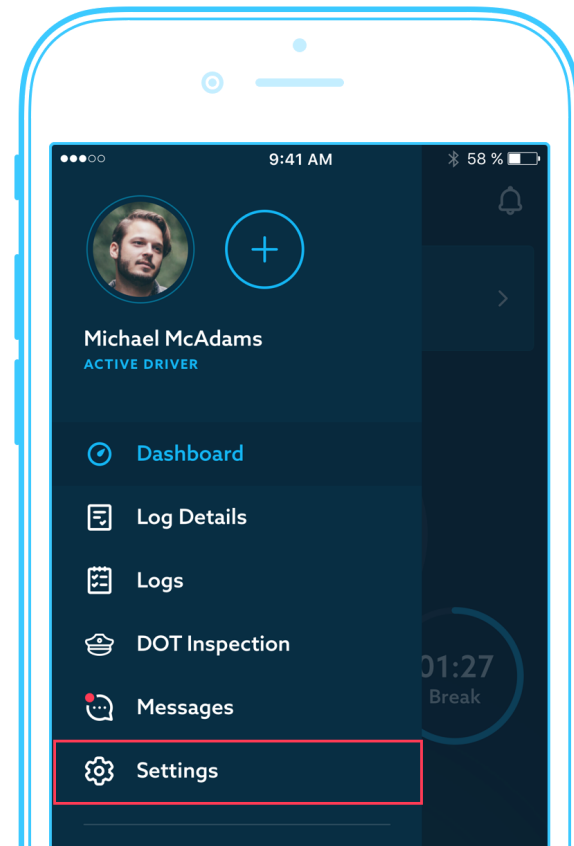 9:41 AM
58 %
Michael McAdams
ACTIVE DRIVER
Dashboard
Log Details
Logs
DOT Inspection
01:27
Break
Messages
Settings